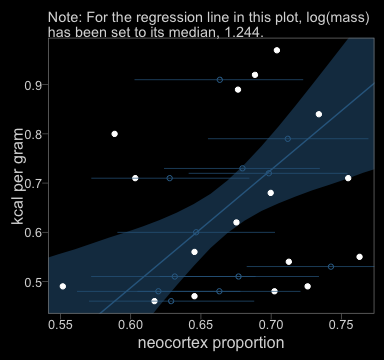 Note: For the regression line in this plot, log(mass)
has been set to its median, 1.244.
kcal per gram
0.9
0.8
0.7
0.6
0.5
0.55 0.60 0.65 0.70 0.75
neocortex proportion